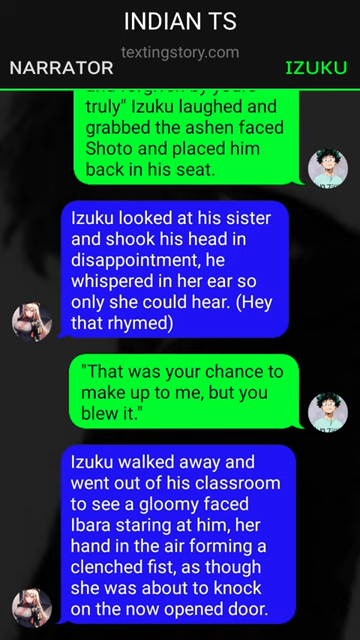 INDIAN TS
textingstory.com
NARRATOR
IZUKU
and forgiven by yours
truly" Izuku laughed and
grabbed the ashen faced
Shoto and placed him
back in his seat.
Izuku looked at his sister
and shook his head in
disappointment, he
whispered in her ear so
only she could hear. (Hey
that rhymed)
"That was your chance to
make up to me, but you
blew it."
Izuku walked away and
went out of his classroom
to see a gloomy faced
Ibara staring at him, her
hand in the air forming a
clenched fist, as though
she was about to knock
on the now opened door.